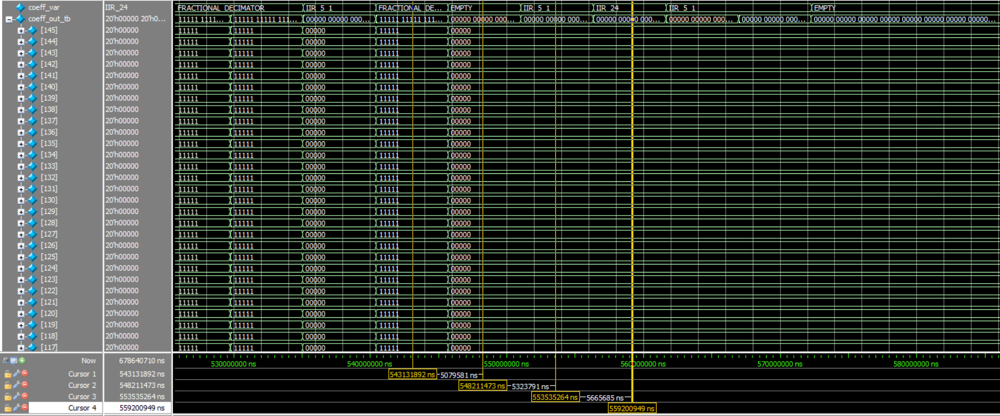 coeff_var IIR_24 FRACTIONAL DECIMATOR IIR 5 1 FRACTIONAL DE... EMPTY IIR 5 1 IIR 24 IIR 5 1 EMPTY
coeff_out_tb 20'h00000 20'h0... 11111 1111... 11111 11111 111... 00000 00000 000... 11111 11111 111... 00000 00000 000... 00000 00000 000... 00000 00000 000... 00000 00000 000... 00000 00000 000... 00000 00000 00000 00000 00000 00000 00000...
[145] 20'h00000 11111 11111 00000 11111 00000
[144] 20'h00000 11111 11111 00000 11111 00000
[143] 20'h00000 11111 11111 00000 11111 00000
[142] 20'h00000 11111 11111 00000 11111 00000
[141] 20'h00000 11111 11111 00000 11111 00000
[140] 20'h00000 11111 11111 00000 11111 00000
[139] 20'h00000 11111 11111 00000 11111 00000
[138] 20'h00000 11111 11111 00000 11111 00000
[137] 20'h00000 11111 11111 00000 11111 00000
[136] 20'h00000 11111 11111 00000 11111 00000
[135] 20'h00000 11111 11111 00000 11111 00000
[134] 20'h00000 11111 11111 00000 11111 00000
[133] 20'h00000 11111 11111 00000 11111 00000
[132] 20'h00000 11111 11111 00000 11111 00000
[131] 20'h00000 11111 11111 00000 11111 00000
[130] 20'h00000 11111 11111 00000 11111 00000
[129] 20'h00000 11111 11111 00000 11111 00000
[128] 20'h00000 11111 11111 00000 11111 00000
[127] 20'h00000 11111 11111 00000 11111 00000
[126] 20'h00000 11111 11111 00000 11111 00000
[125] 20'h00000 11111 11111 00000 11111 00000
[124] 20'h00000 11111 11111 00000 11111 00000
[123] 20'h00000 11111 11111 00000 11111 00000
[122] 20'h00000 11111 11111 00000 11111 00000
[121] 20'h00000 11111 11111 00000 11111 00000
[120] 20'h00000 11111 11111 00000 11111 00000
[119] 20'h00000 11111 11111 00000 11111 00000
[118] 20'h00000 11111 11111 00000 11111 00000
[117] 20'h00000 11111 11111 00000 11111 00000
Now 678640710 ns 530000000 ns 540000000 ns 550000000 ns 560000000 ns 570000000 ns 580000000 ns
Cursor 1 543131892 ns 543131892 ns 5079581 ns
Cursor 2 548211473 ns 548211473 ns 5323791 ns
Cursor 3 553535264 ns 553535264 ns 5665685 ns
Cursor 4 559200949 ns 559200949 ns